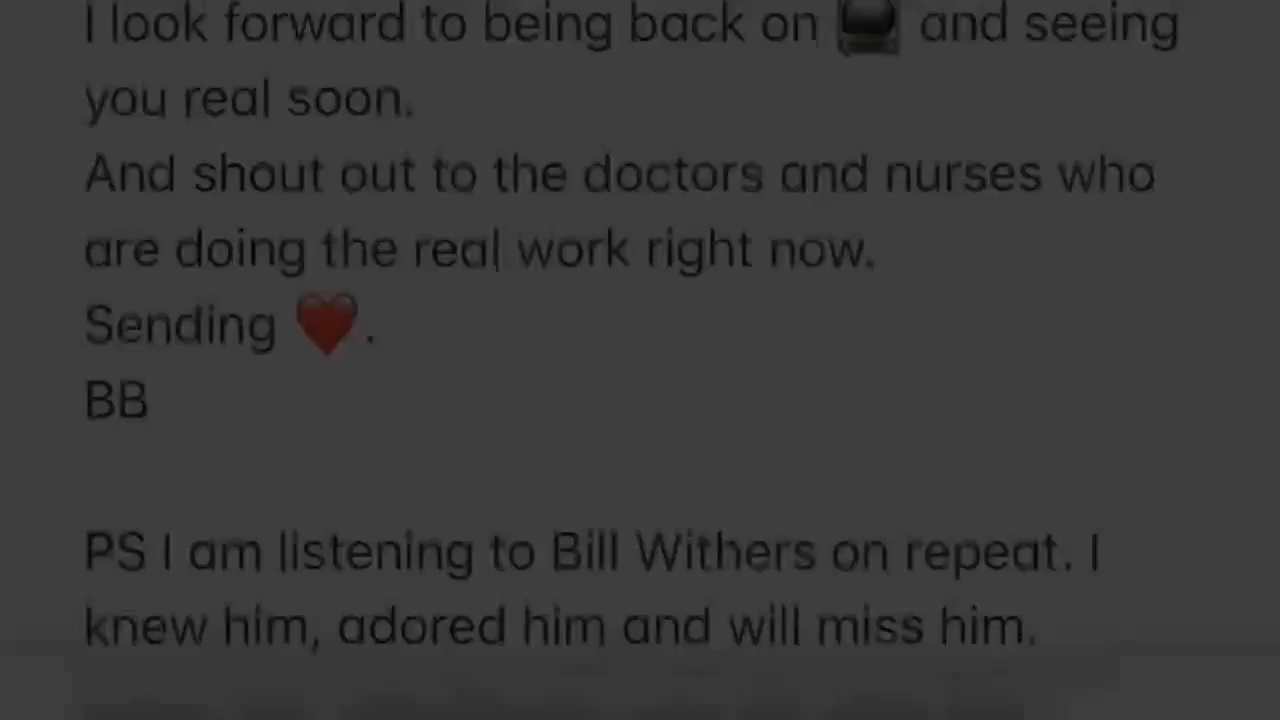 I look forward to being back on 📺 and seeing
you real soon.
And shout out to the doctors and nurses who
are doing the real work right now.
Sending ❤️.
BB
PS I am listening to Bill Withers on repeat. I
knew him, adored him and will miss him.